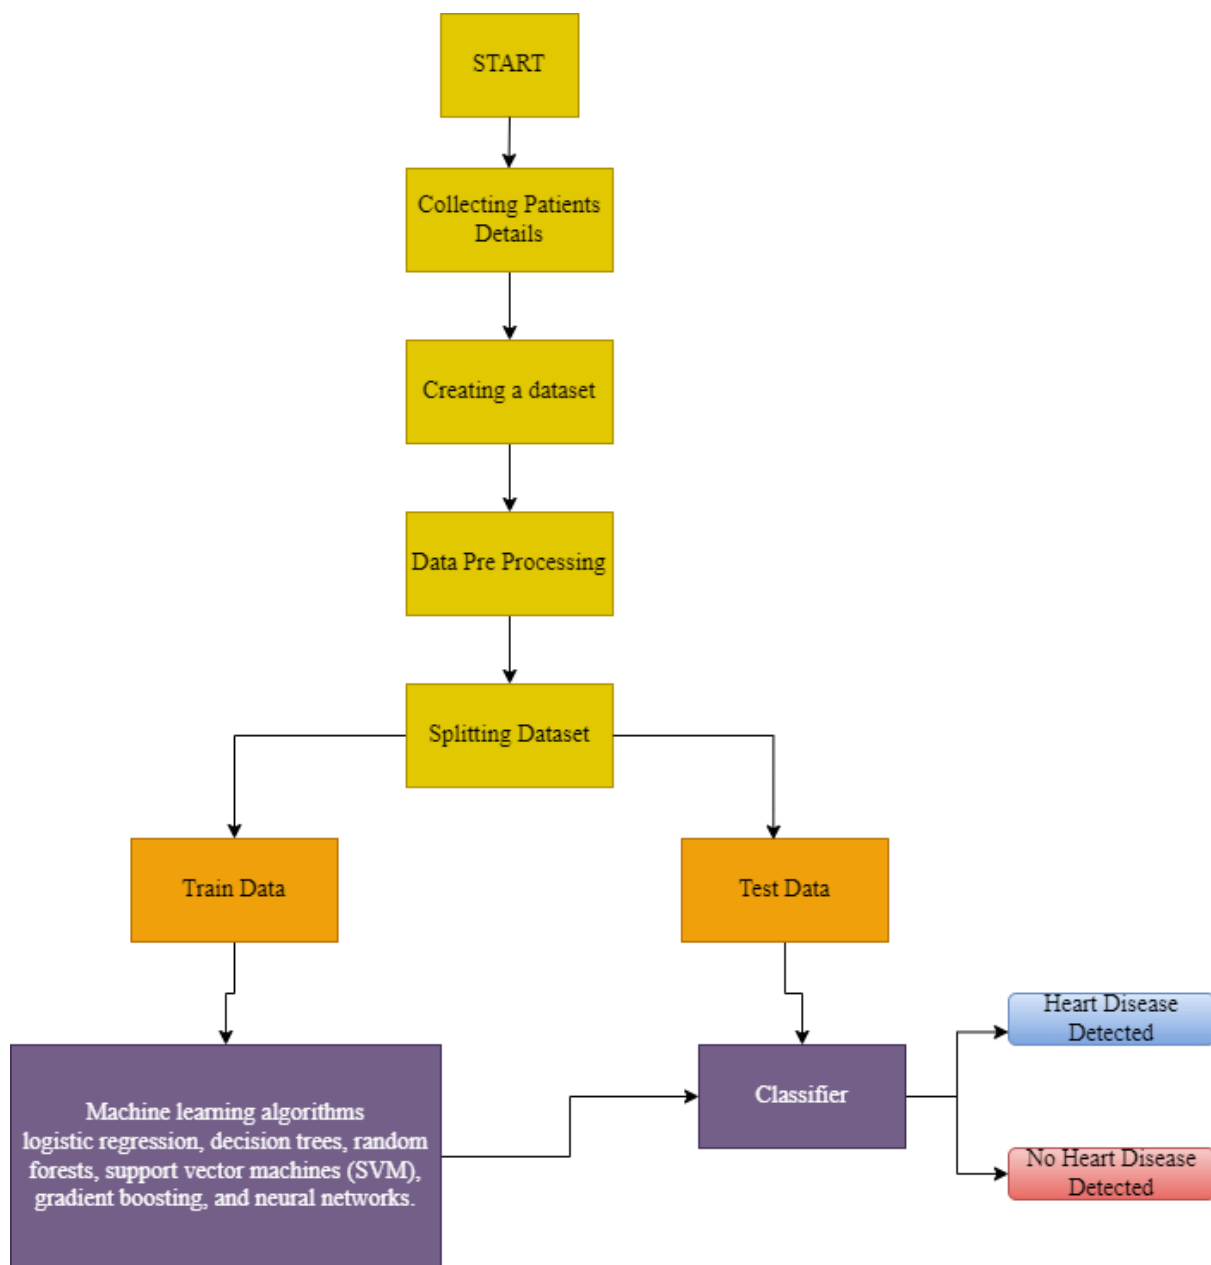 START
Collecting Patients
Details
Creating a dataset
Data Pre Processing
Splitting Dataset
Train Data
Test Data
Machine learning algorithms
logistic regression, decision trees, random
forests, support vector machines (SVM),
gradient boosting, and neural networks.
Classifier
Heart Disease
Detected
No Heart Disease
Detected